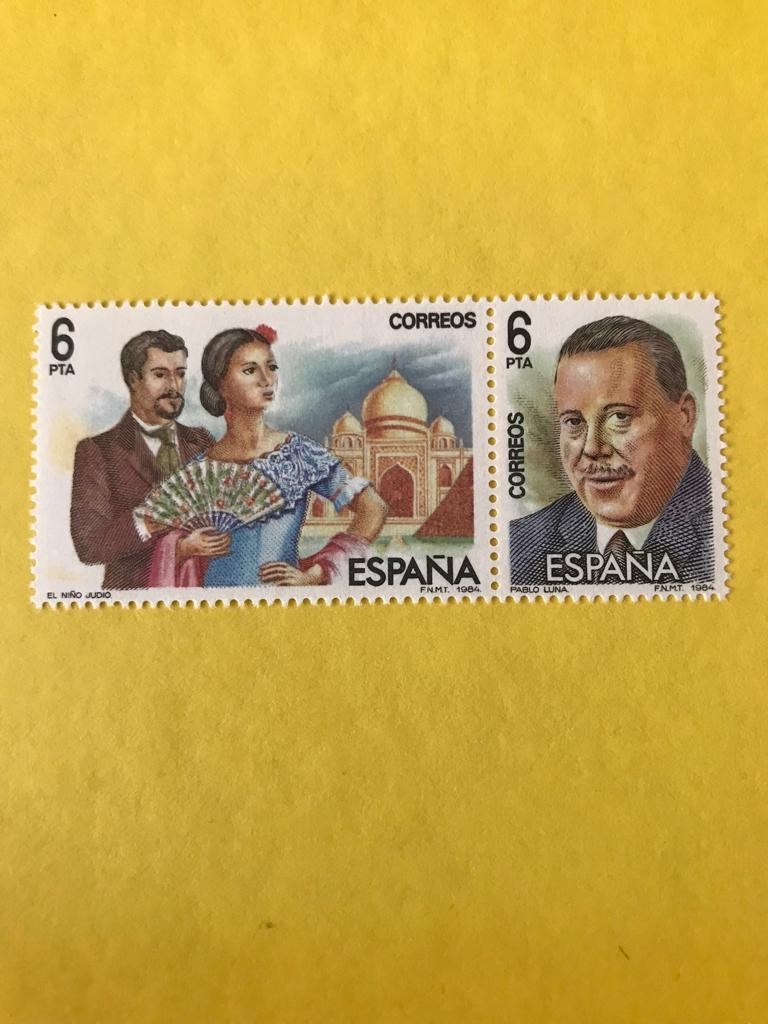 6
PTA
CORREOS
ESPAÑA
EL NIÑO JUDIO.
F.N.M.T. 1984.
6
PTA
CORREOS
ESPAÑA
PABLO LUNA.
F.N.M.T. 1984.